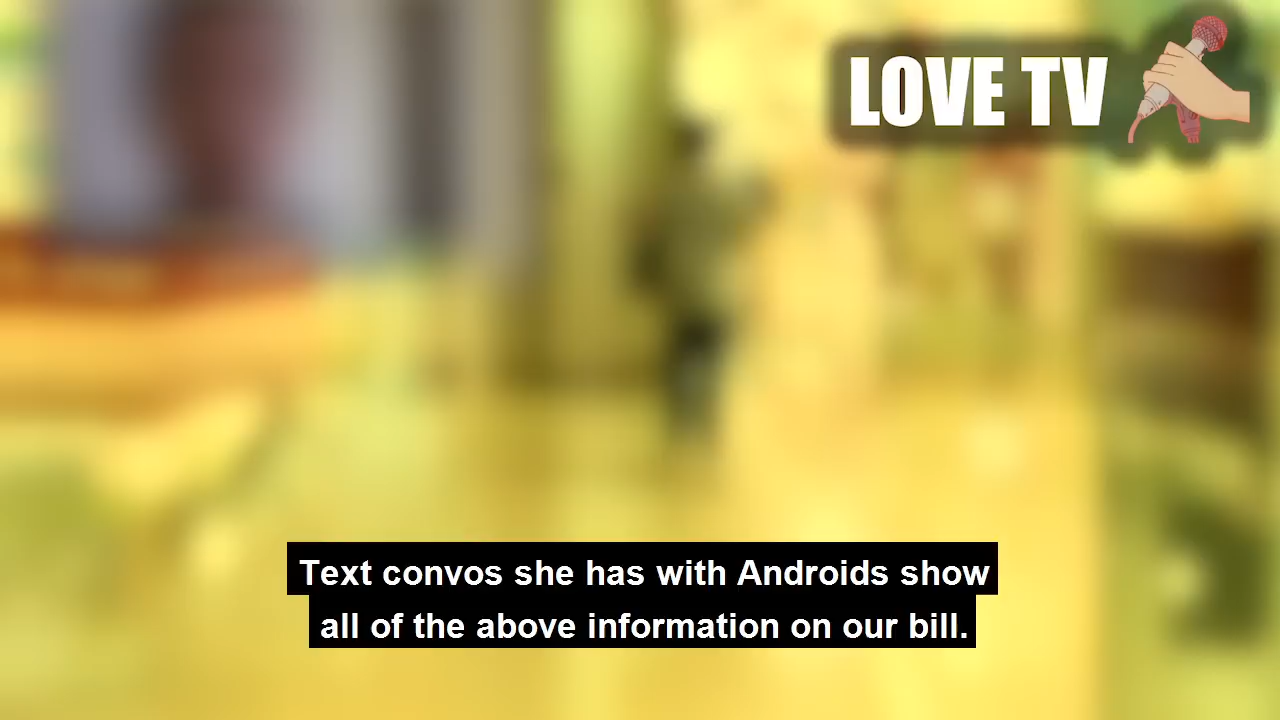 LOVE TV
Text convos she has with Androids show
all of the above information on our bill.